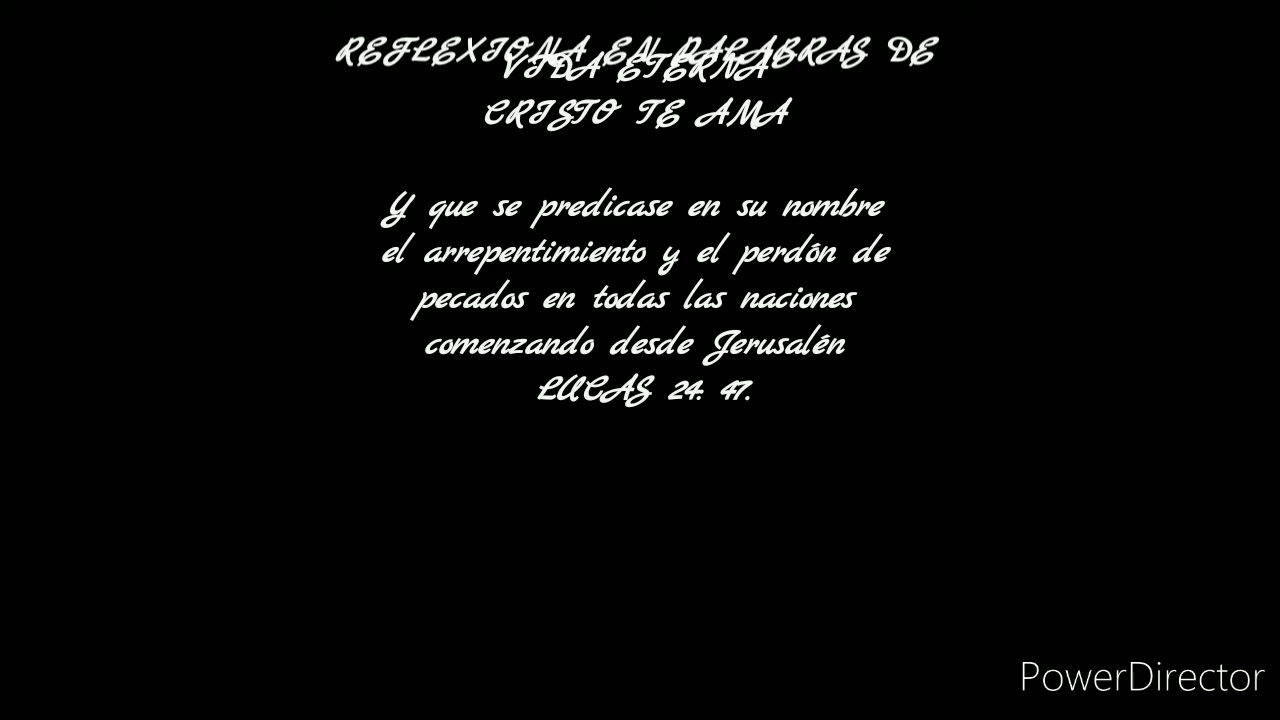 REFLEXIONA EN PALABRAS DE
VIDA ETERNA
CRISTO TE AMA
Y que se predicase en su nombre
el arrepentimiento y el perdón de
pecados en todas las naciones
comenzando desde Jerusalén
LUCAS 24: 47.
PowerDirector